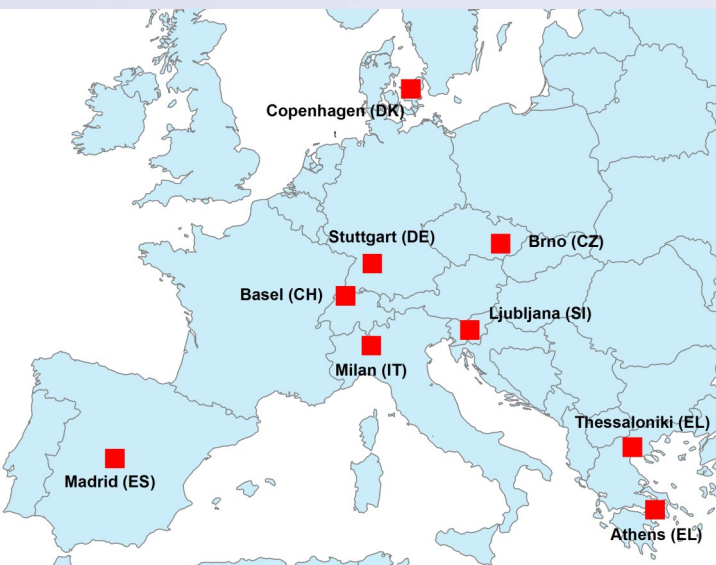 Copenhagen (DK)
Stuttgart (DE)
Brno (CZ)
Basel (CH)
Ljubljana (SI)
Milan (IT)
Thessaloniki (EL)
Madrid (ES)
Athens (EL)